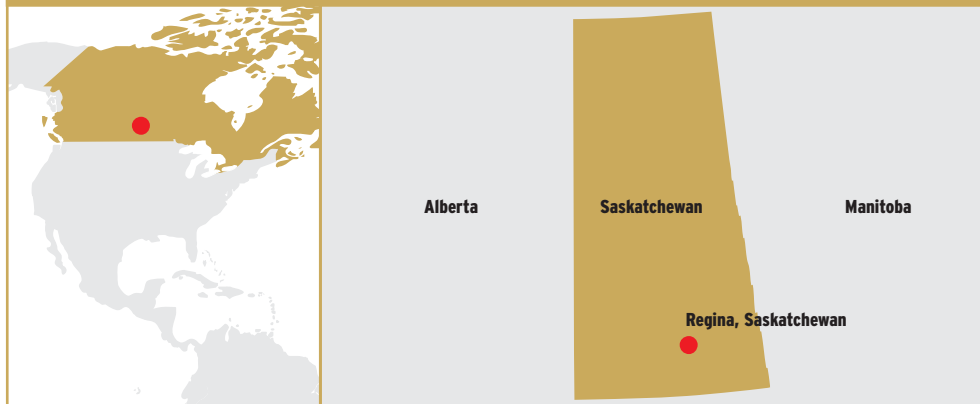 Alberta
Saskatchewan
Manitoba
Regina, Saskatchewan